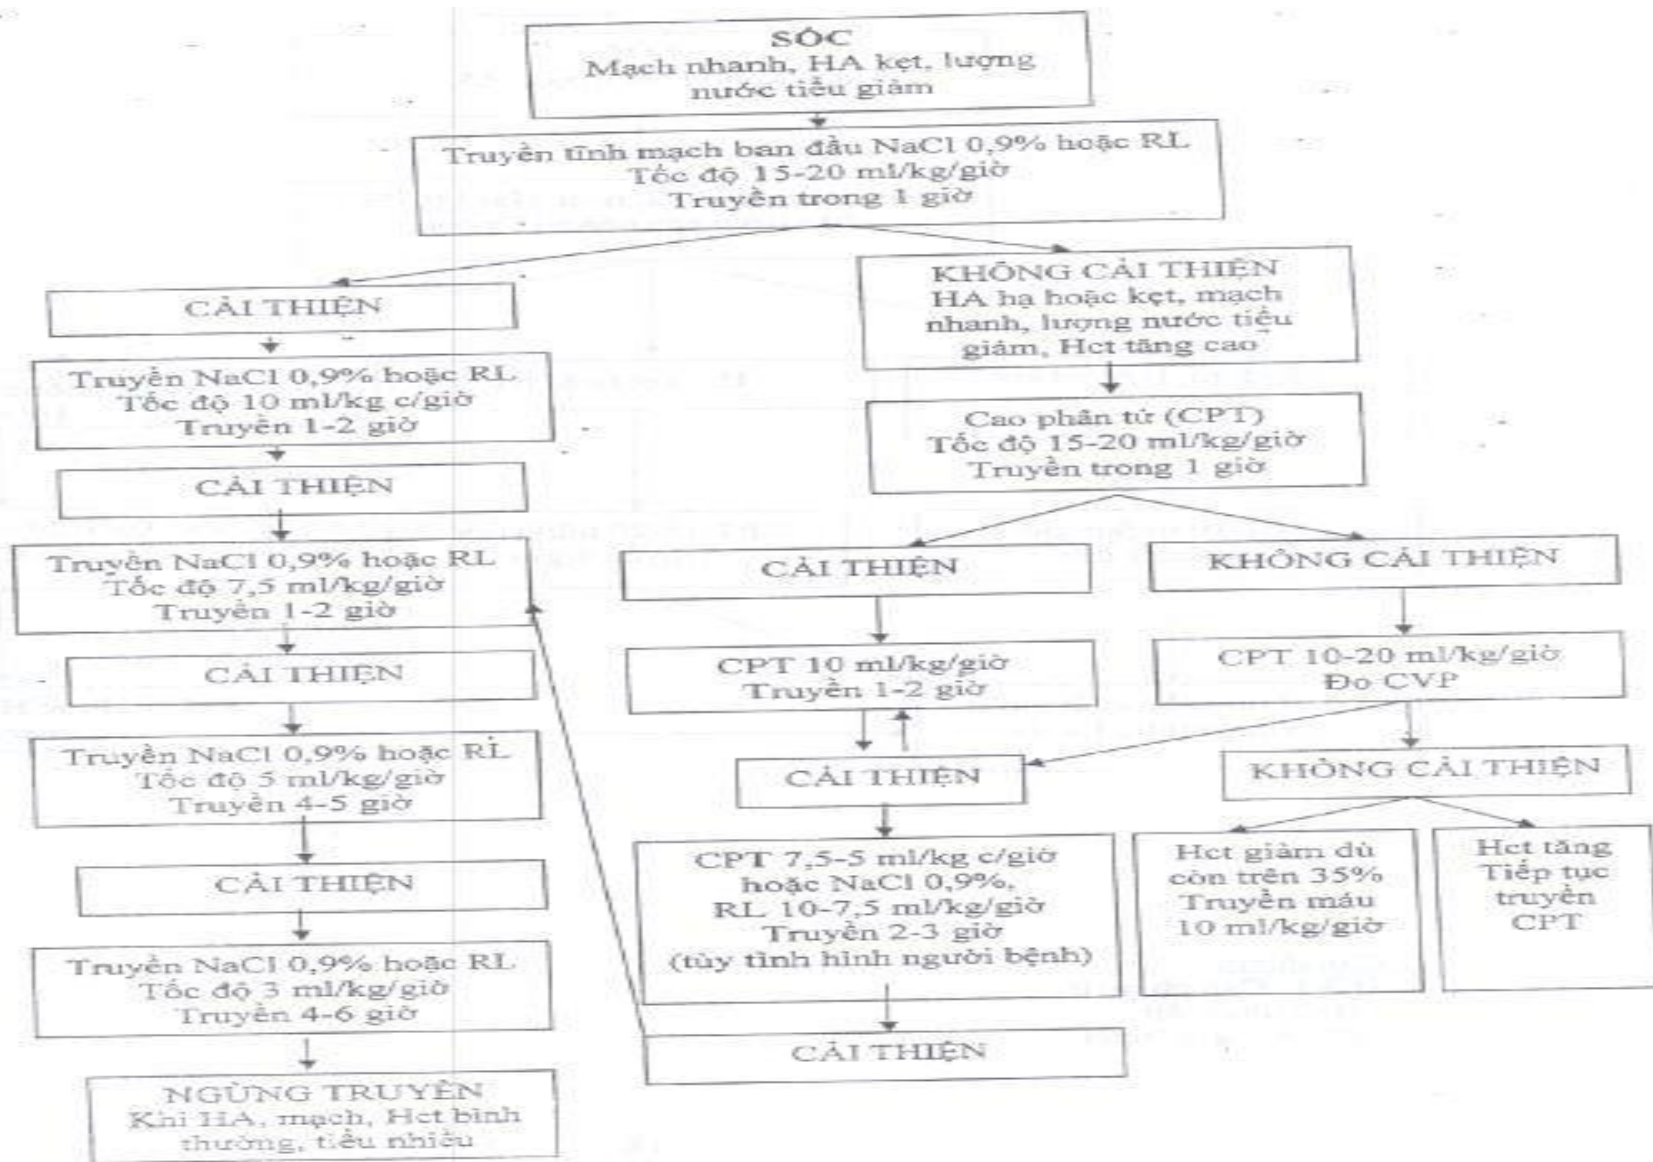 SỐC
Mạch nhanh, HA kẹt, lượng
nước tiểu giảm
Truyền tĩnh mạch ban đầu NaCl 0,9% hoặc RL
Tốc độ 15-20 ml/kg/giờ
Truyền trong 1 giờ
CẢI THIỆN
Truyền NaCl 0,9% hoặc RL
Tốc độ 10 ml/kg c/giờ
Truyền 1-2 giờ
CẢI THIỆN
Truyền NaCl 0,9% hoặc RL
Tốc độ 7,5 ml/kg/giờ
Truyền 1-2 giờ
CẢI THIỆN
Truyền NaCl 0,9% hoặc RL
Tốc độ 5 ml/kg/giờ
Truyền 4-5 giờ
CẢI THIỆN
Truyền NaCl 0,9% hoặc RL
Tốc độ 3 ml/kg/giờ
Truyền 4-6 giờ
NGỪNG TRUYỀN
Khi HA, mạch, Hct bình
thường, tiểu nhiều
KHÔNG CẢI THIỆN
HA hạ hoặc kẹt, mạch
nhanh, lượng nước tiểu
giảm, Hct tăng cao
Cao phân tử (CPT)
Tốc độ 15-20 ml/kg/giờ
Truyền trong 1 giờ
CẢI THIỆN
CPT 10 ml/kg/giờ
Truyền 1-2 giờ
CẢI THIỆN
CPT 7,5-5 ml/kg c/giờ
hoặc NaCl 0,9%,
RL 10-7,5 ml/kg/giờ
Truyền 2-3 giờ
(tùy tình hình người bệnh)
CẢI THIỆN
KHÔNG CẢI THIỆN
CPT 10-20 ml/kg/giờ
Đo CVP
KHÔNG CẢI THIỆN
Hct giảm dù
còn trên 35%
Truyền máu
10 ml/kg/giờ
Hct tăng
Tiếp tục
truyền
CPT